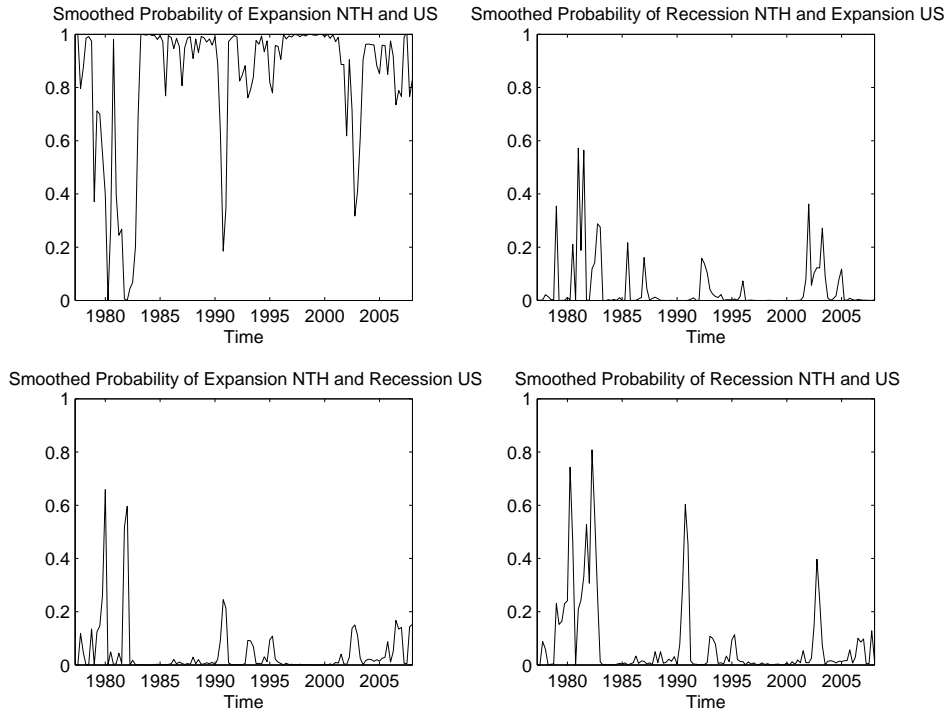 Smoothed Probability of Expansion NTH and US
1
0.8
0.6
0.4
0.2
0
1980 1985 1990 1995 2000 2005
Time
Smoothed Probability of Recession NTH and Expansion US
1
0.8
0.6
0.4
0.2
0
1980 1985 1990 1995 2000 2005
Time
Smoothed Probability of Expansion NTH and Recession US
1
0.8
0.6
0.4
0.2
0
1980 1985 1990 1995 2000 2005
Time
Smoothed Probability of Recession NTH and US
1
0.8
0.6
0.4
0.2
0
1980 1985 1990 1995 2000 2005
Time